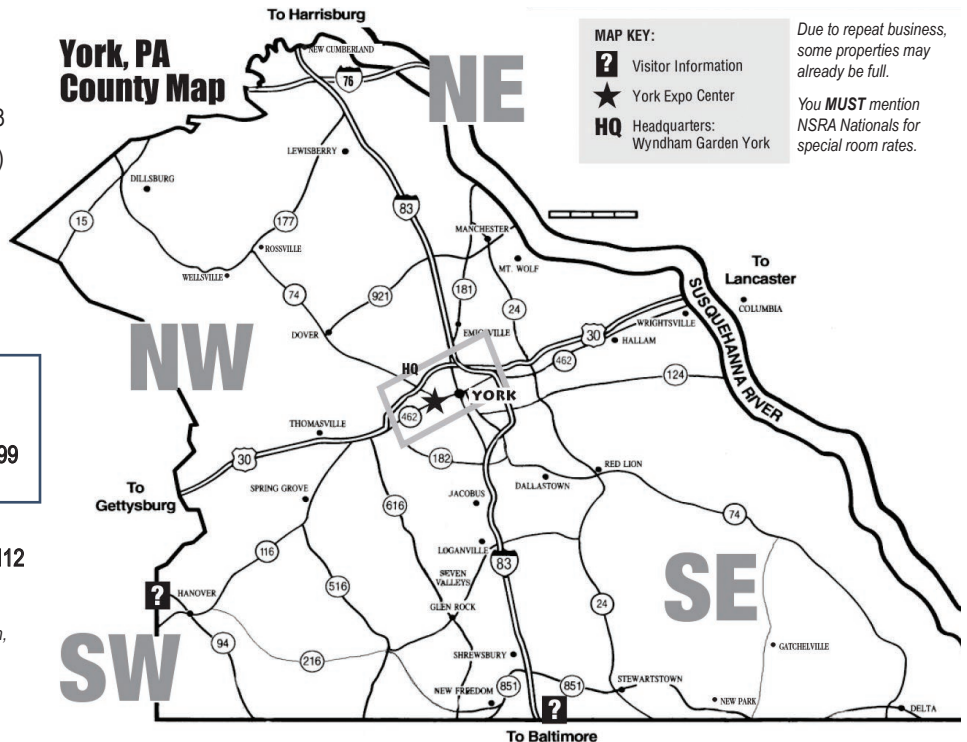 To Harrisburg
York, PA
County Map
NEW CUMBERLAND
76
NE
MAP KEY:
? Visitor Information
York Expo Center
HQ Headquarters:
Wyndham Garden York
Due to repeat business,
some properties may
already be full.
You MUST mention
NSRA Nationals for
special room rates.
3
)
LEWISBERRY
DILLSBURG
83
15
177
ROSSVILLE
MANCHESTER
WELLSVILLE
MT. WOLF
To
Lancaster
74
921
181
24
SUSQUEHANNA RIVER
COLUMBIA
WRIGHTSVILLE
DOVER
30
HALLAM
NW
HQ
462
124
YORK
462
THOMASVILLE
99
30
182
To
Gettysburg
RED LION
SPRING GROVE
JACOBUS
DALLASTOWN
616
74
116
LOGANVILLE
112
83
SE
516
SEVEN
VALLEYS
?
HANOVER
GLEN ROCK
24
n,
94
GATCHELVILLE
SW
216
SHREWSBURY
STEWARTSTOWN
NEW FREEDOM
851
851
NEW PARK
?
DELTA
To Baltimore